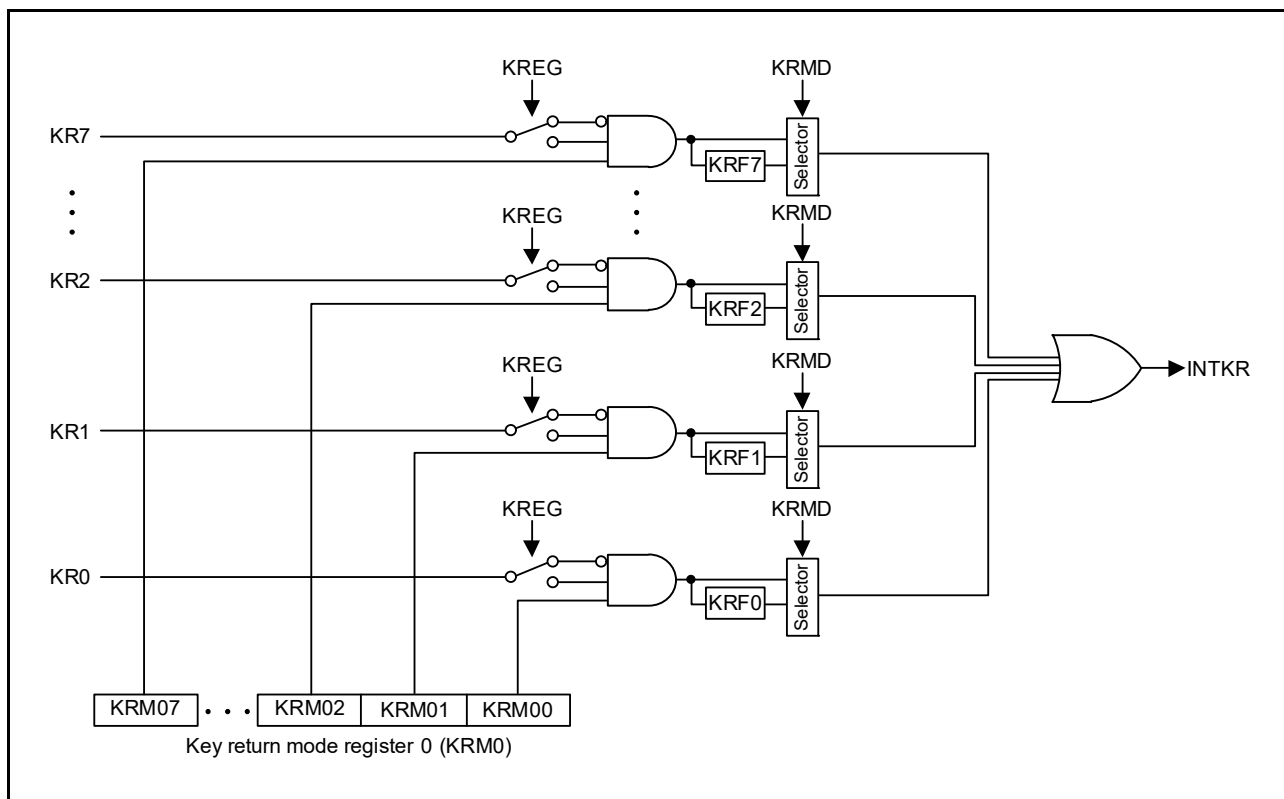 KREG KRMD
KR7
KRF7
Selector
KREG KRMD
KR2
KRF2
Selector
KREG KRMD
KR1
KRF1
Selector
INTKR
KREG KRMD
KR0
KRF0
Selector
KRM07 KRM02 KRM01 KRM00
Key return mode register 0 (KRM0)